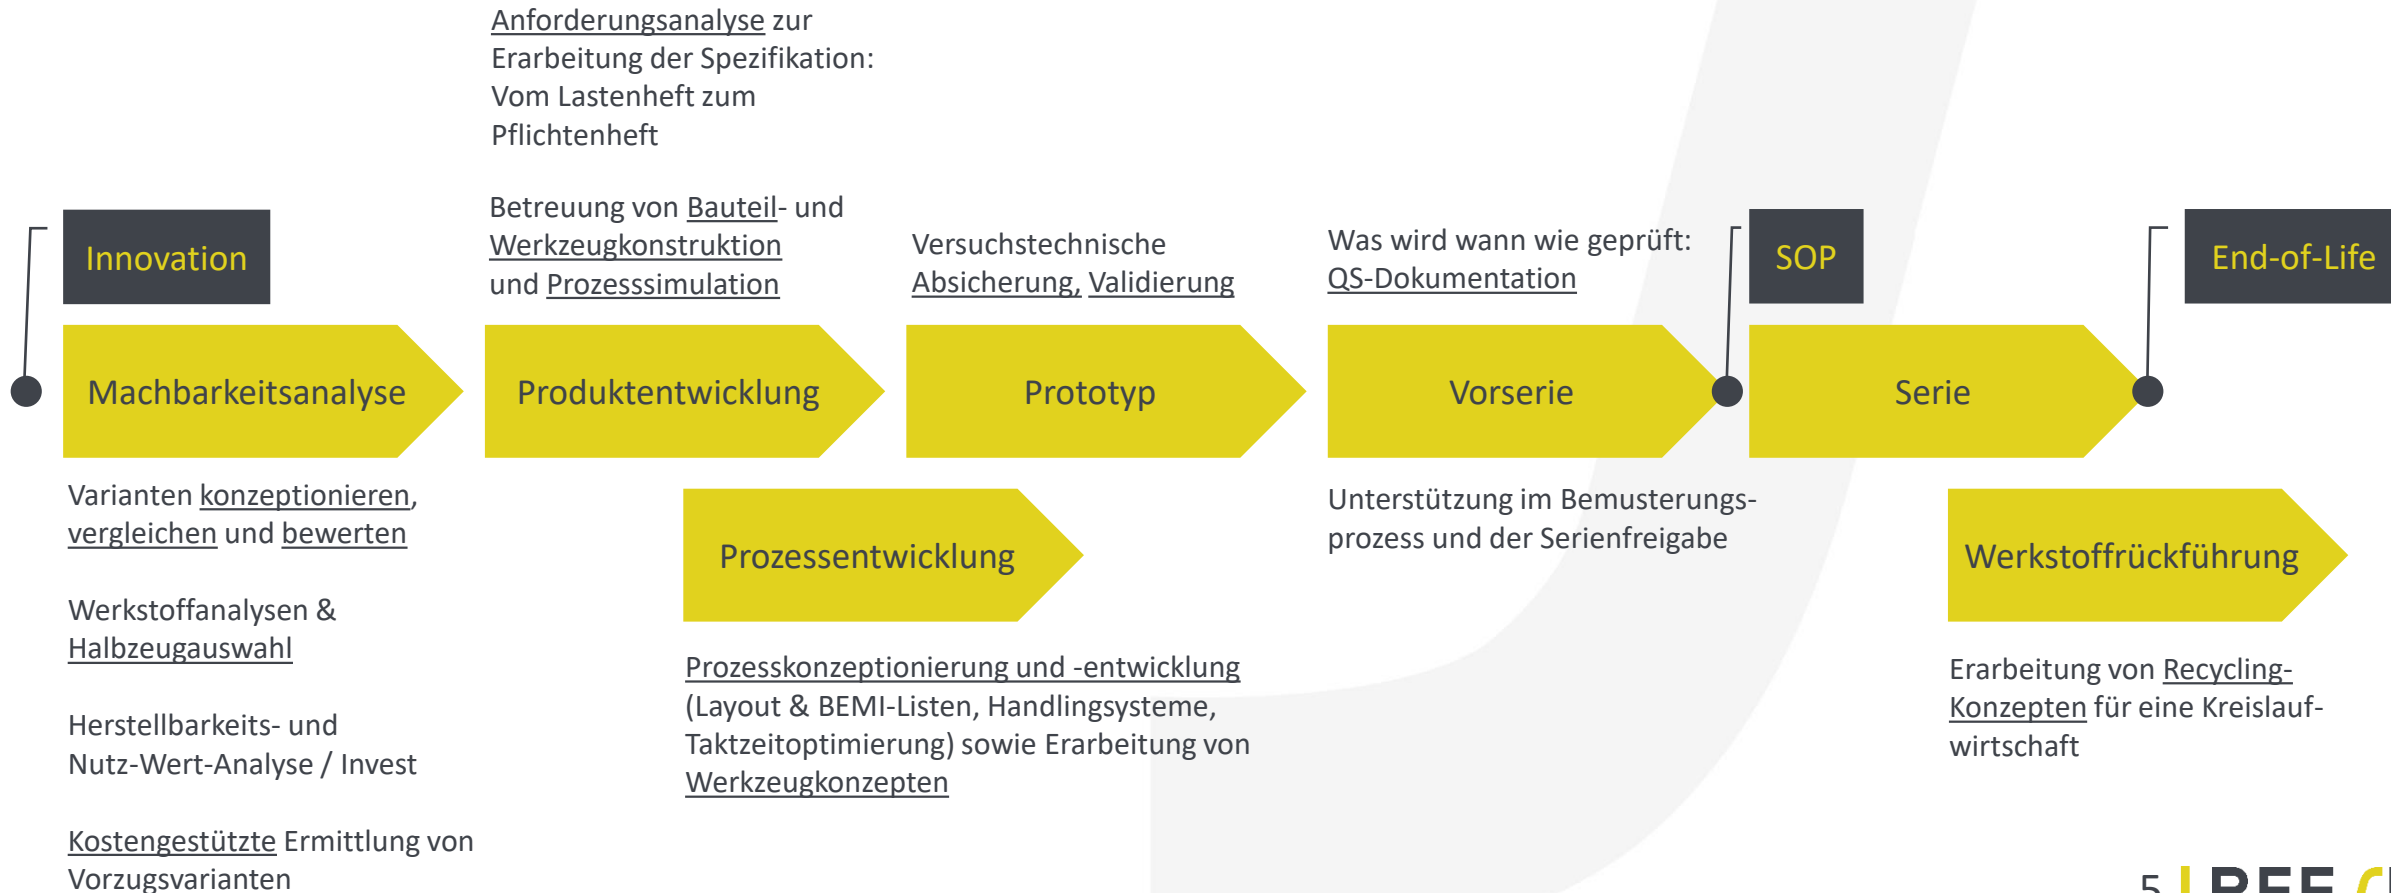 Anforderungsanalyse zur
Erarbeitung der Spezifikation:
Vom Lastenheft zum
Pflichtenheft
Betreuung von Bauteil- und
Werkzeugkonstruktion
und Prozesssimulation
Versuchstechnische
Absicherung, Validierung
Was wird wann wie geprüft:
QS-Dokumentation
Innovation
SOP
End-of-Life
Machbarkeitsanalyse
Produktentwicklung
Prototyp
Vorserie
Serie
Varianten konzeptionieren,
vergleichen und bewerten
Werkstoffanalysen &
Halbzeugauswahl
Herstellbarkeits- und
Nutz-Wert-Analyse / Invest
Kostengestützte Ermittlung von
Vorzugsvarianten
Prozessentwicklung
Prozesskonzeptionierung und -entwicklung
(Layout & BEMI-Listen, Handlingsysteme,
Taktzeitoptimierung) sowie Erarbeitung von
Werkzeugkonzepten
Unterstützung im Bemusterungs-
prozess und der Serienfreigabe
Werkstoffrückführung
Erarbeitung von Recycling-
Konzepten für eine Kreislauf-
wirtschaft
5